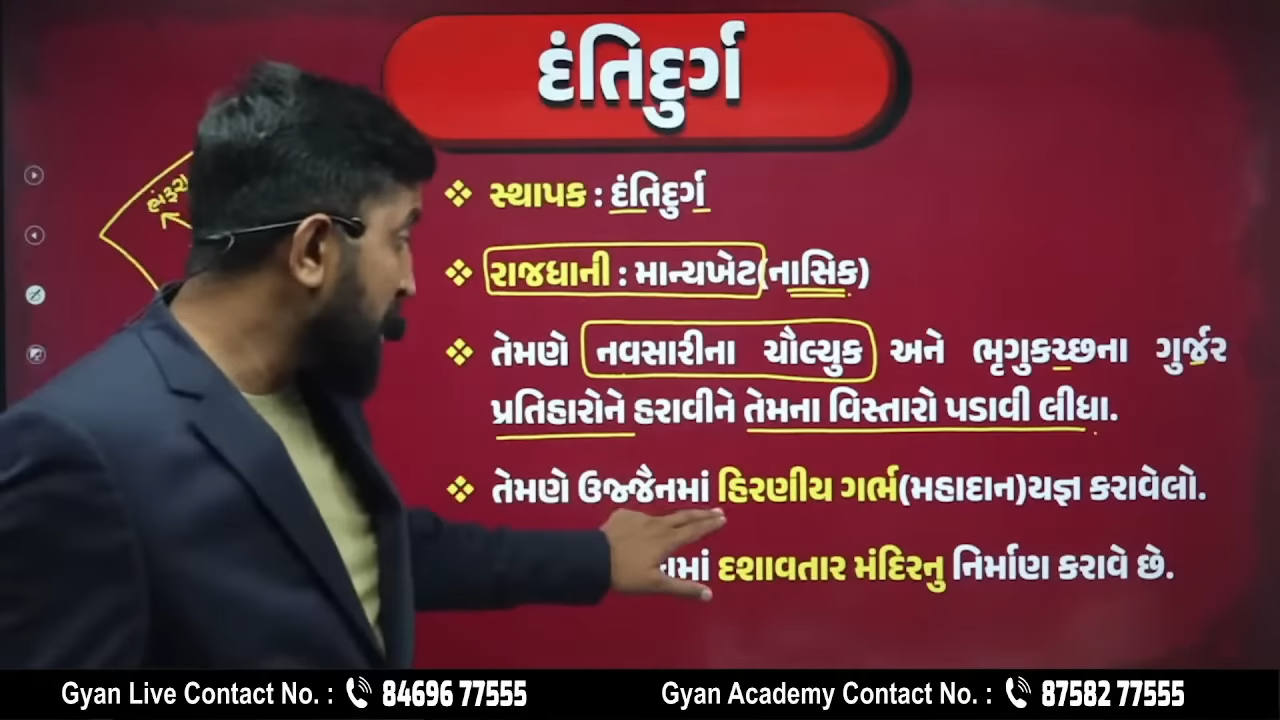 દંતિદુર્ગ
❖ સ્થાપક : દંતિદુર્ગ
❖ રાજધાની : માન્યખેટ(નાસિક)
❖ તેમણે નવસારીના ચૌલ્યુક અને ભૃગુકચ્છના ગુર્જર
પ્રતિહારોને હરાવીને તેમના વિસ્તારો પડાવી લીધા.
❖ તેમણે ઉજ્જૈનમાં હિરણીય ગર્ભ(મહાદાન)યજ્ઞ કરાવેલો.
દશાવતાર મંદિરનુ નિર્માણ કરાવે છે.
Gyan Live Contact No. : 84696 77555
Gyan Academy Contact No. : 87582 77555